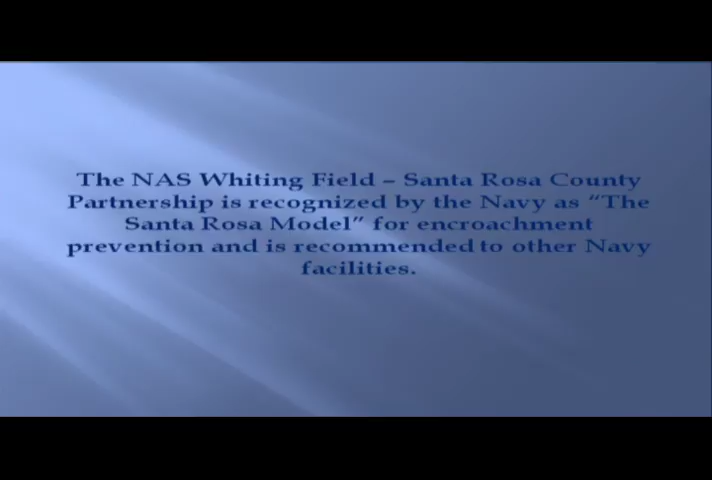 The NAS Whiting Field – Santa Rosa County
Partnership is recognized by the Navy as “The
Santa Rosa Model” for encroachment
prevention and is recommended to other Navy
facilities.